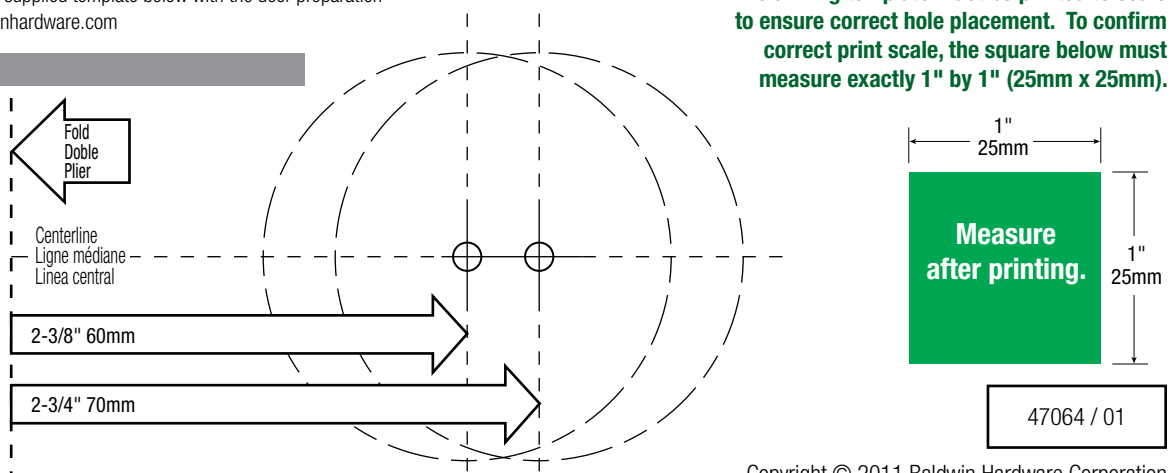 supplied template below with the door preparation
nhardware.com
to ensure correct hole placement. To confirm
correct print scale, the square below must
measure exactly 1" by 1" (25mm x 25mm).
Fold
Doble
Plier
Centerline
Ligne médiane
Linea central
2-3/8" 60mm
2-3/4" 70mm
1"
25mm
Measure
after printing.
1"
25mm
47064 / 01
Copyright © 2011 Baldwin Hardware Corporation